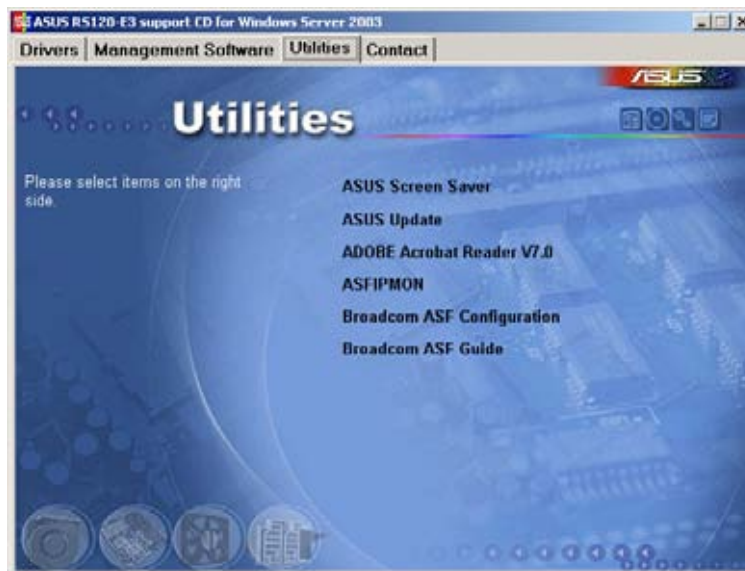 ASUS RS120-E3 support CD for Windows Server 2003
Drivers Management Software Utilities Contact
ASUS
Utilities
Please select items on the right
side.
ASUS Screen Saver
ASUS Update
ADOBE Acrobat Reader V7.0
ASFIPMON
Broadcom ASF Configuration
Broadcom ASF Guide